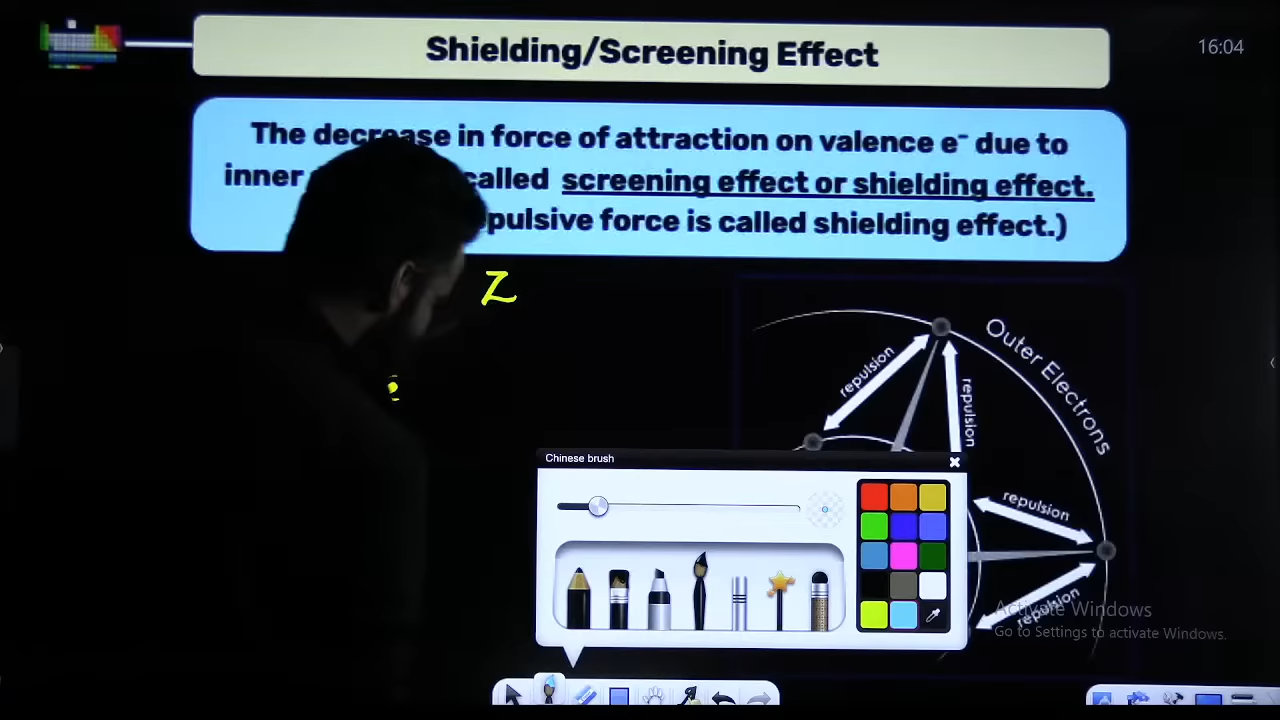 Shielding/Screening Effect
16:04
The decrease in force of attraction on valence e⁻ due to
inner called screening effect or shielding effect.
pulsive force is called shielding effect.)
Z
Outer Electrons
repulsion
repulsion
Chinese brush
repulsion
repulsion
Activate Windows
Go to Settings to activate Windows.